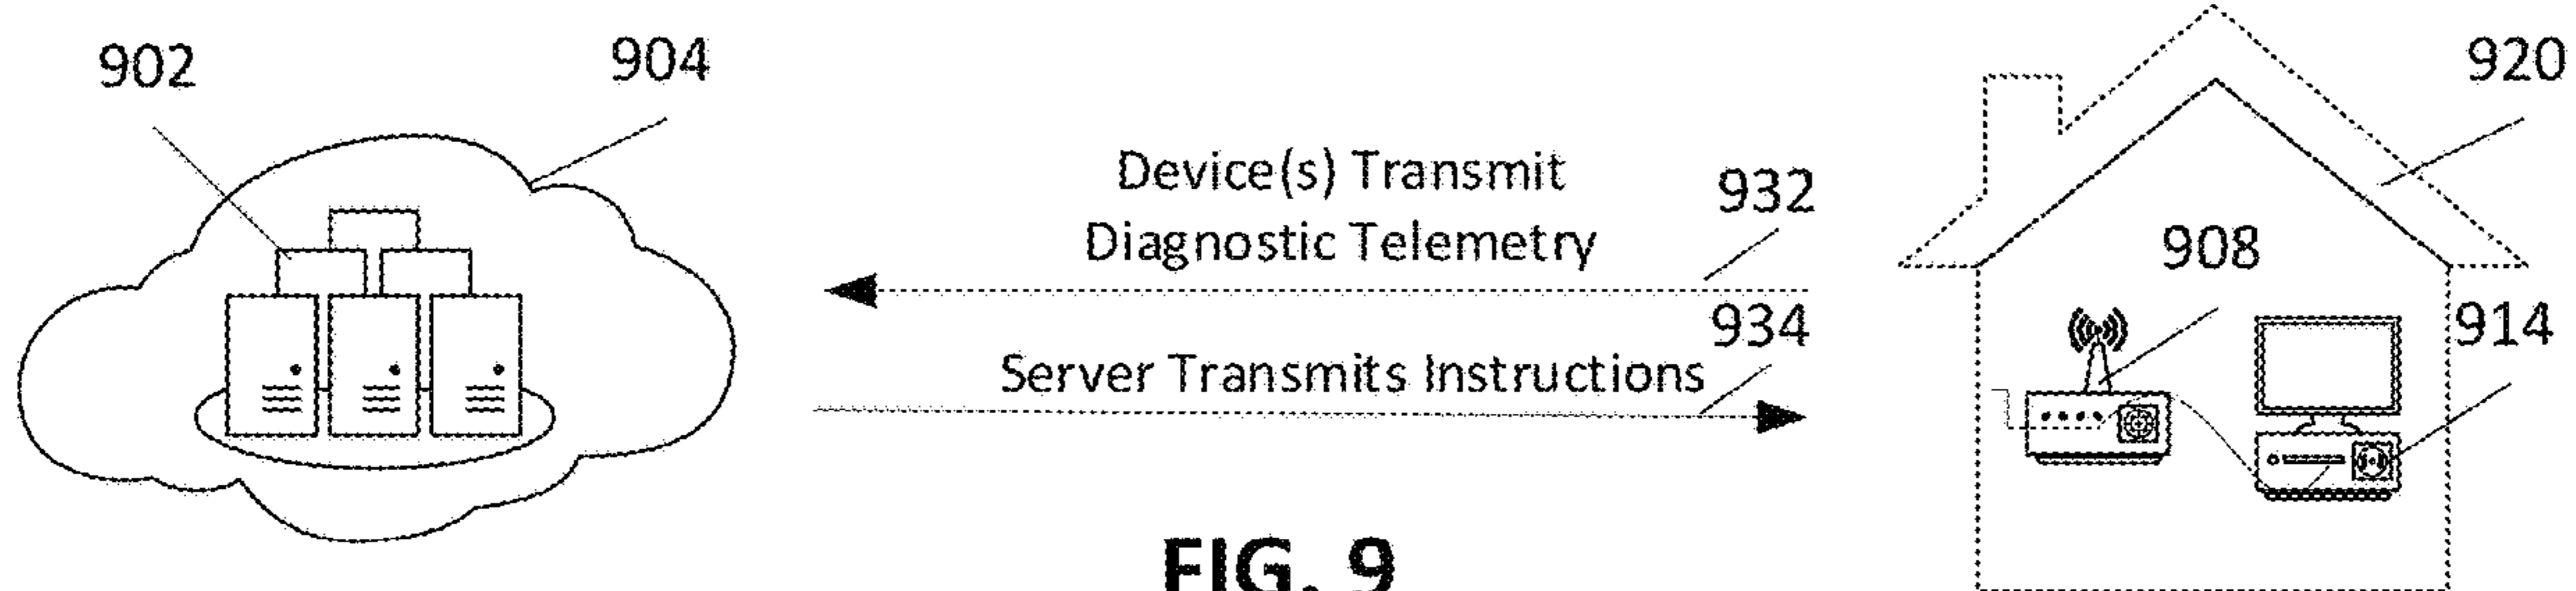 902
904
920
Device(s) Transmit
932
Diagnostic Telemetry
908
934
914
Server Transmits Instructions
FIG. 9